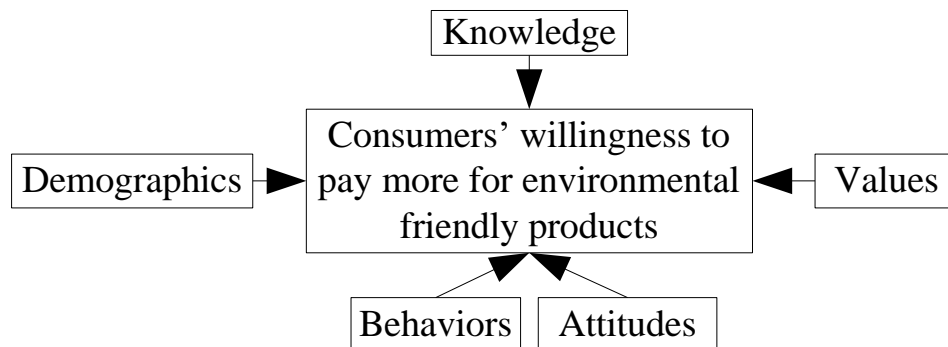 Knowledge
Consumers’ willingness to
pay more for environmental
friendly products
Demographics
Values
Behaviors
Attitudes